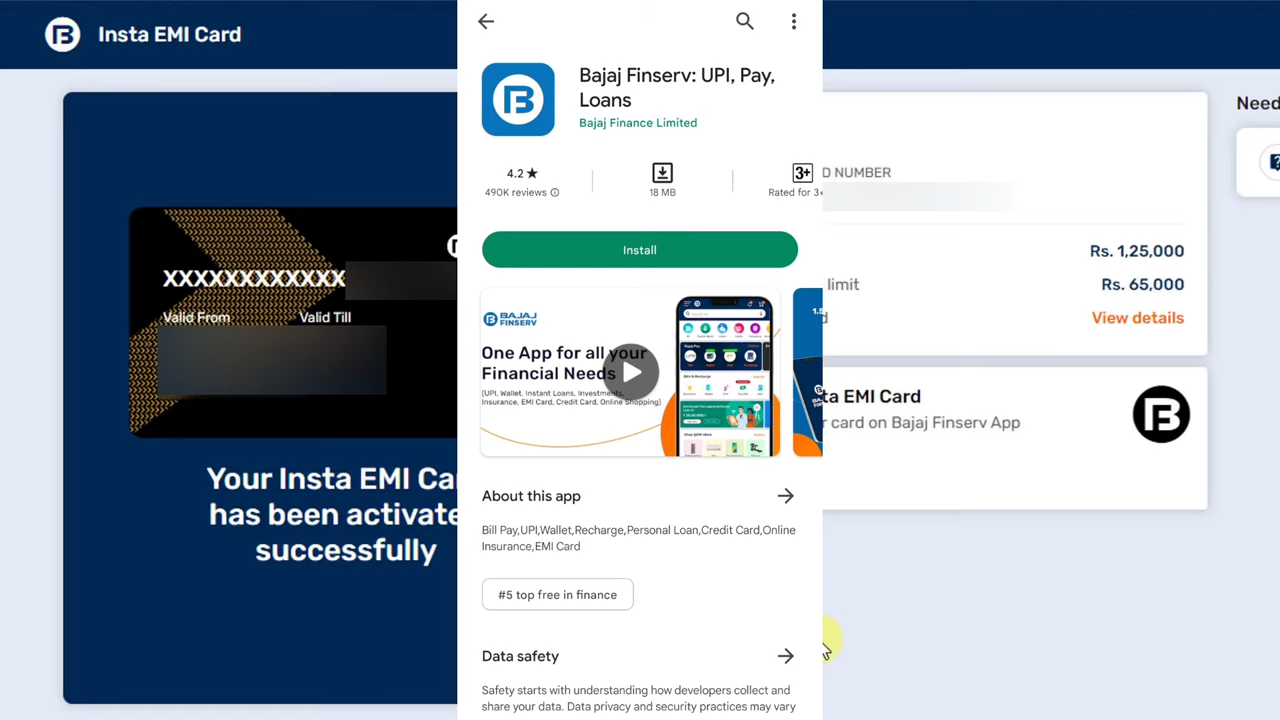 Insta EMI Card
XXXXXXXXXXXX
Valid From
Valid Till
Your Insta EMI Ca
has been activate
successfully
Bajaj Finserv: UPI, Pay,
Loans
Bajaj Finance Limited
4.2★
490K reviews
18 MB
3+
Rated for 3+
Install
BAJAJ
FINSERV
One App for all your
Financial Needs
(UPI, Wallet, Instant Loans, Investments,
Insurance, EMI Card, Credit Card, Online Shopping)
About this app
Bill Pay,UPI,Wallet,Recharge,Personal Loan,Credit Card,Online
Insurance,EMI Card
#5 top free in finance
Data safety
Safety starts with understanding how developers collect and
share your data. Data privacy and security practices may vary
Need
D NUMBER
Rs. 1,25,000
limit
Rs. 65,000
d
View details
ta EMI Card
r card on Bajaj Finserv App